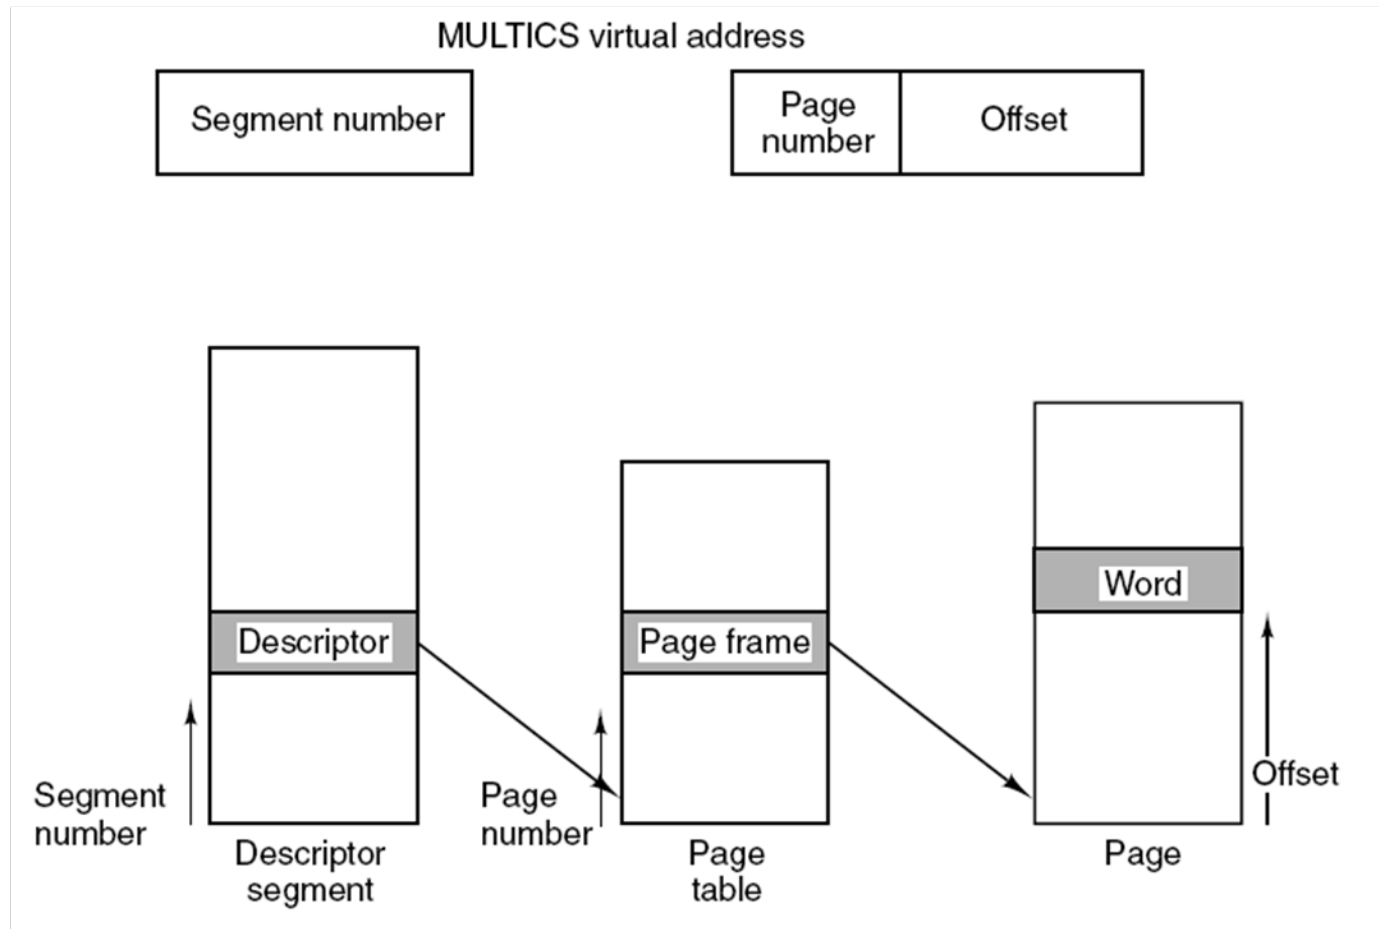 MULTICS virtual address
Segment number
Page
number
Offset
Descriptor
Page frame
Word
Segment
number
Page
number
Offset
Descriptor
segment
Page
table
Page